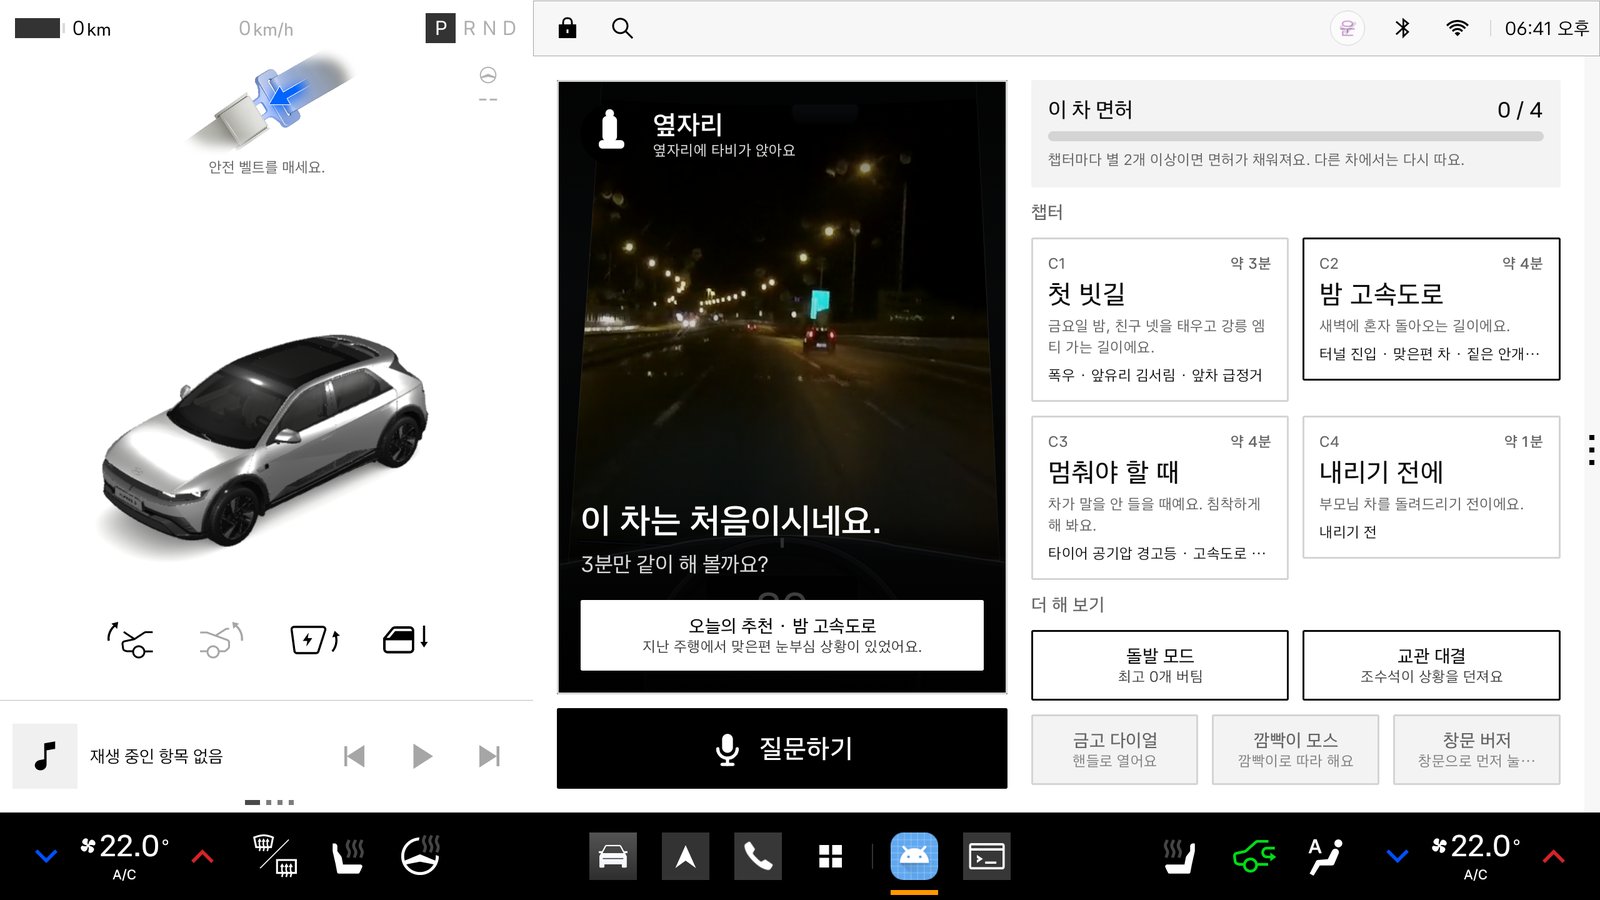 0 km
0 km/h
P R N D
--
안전 벨트를 매세요.
재생 중인 항목 없음
운
06:41 오후
옆자리
옆자리에 타비가 앉아요
이 차는 처음이시네요.
3분만 같이 해 볼까요?
오늘의 추천 · 밤 고속도로
지난 주행에서 맞은편 눈부심 상황이 있었어요.
질문하기
이 차 면허
0 / 4
챕터마다 별 2개 이상이면 면허가 채워져요. 다른 차에서는 다시 따요.
챕터
C1
약 3분
첫 빗길
금요일 밤, 친구 넷을 태우고 강릉 엠
티 가는 길이에요.
폭우 · 앞유리 김서림 · 앞차 급정거
C2
약 4분
밤 고속도로
새벽에 혼자 돌아오는 길이에요.
터널 진입 · 맞은편 차 · 짙은 안개…
C3
약 4분
멈춰야 할 때
차가 말을 안 들을 때예요. 침착하게
해 봐요.
타이어 공기압 경고등 · 고속도로 …
C4
약 1분
내리기 전에
부모님 차를 돌려드리기 전이에요.
내리기 전
더 해 보기
돌발 모드
최고 0개 버팀
교관 대결
조수석이 상황을 던져요
금고 다이얼
핸들로 열어요
깜빡이 모스
깜빡이로 따라 해요
창문 버저
창문으로 먼저 눌…
22.0°
A/C
A
22.0°
A/C